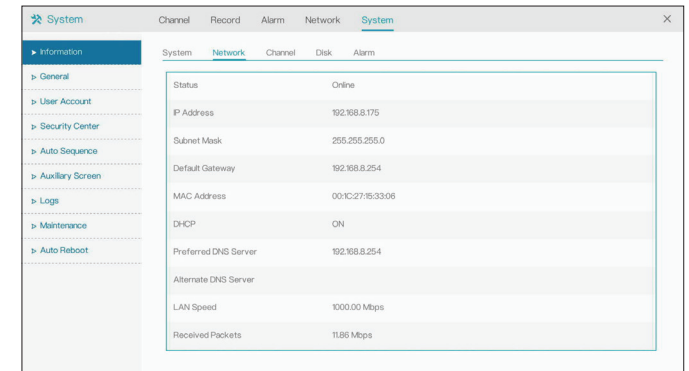 System Channel Record Alarm Network System
Information System Network Channel Disk Alarm
General
User Account
Security Center
Auto Sequence
Auxiliary Screen
Logs
Maintenance
Auto Reboot
Status Online
IP Address 192.168.8.175
Subnet Mask 255.255.255.0
Default Gateway 192.168.8.254
MAC Address 00:1C:27:15:33:06
DHCP ON
Preferred DNS Server 192.168.8.254
Alternate DNS Server
LAN Speed 1000.00 Mbps
Received Packets 11.86 Mbps